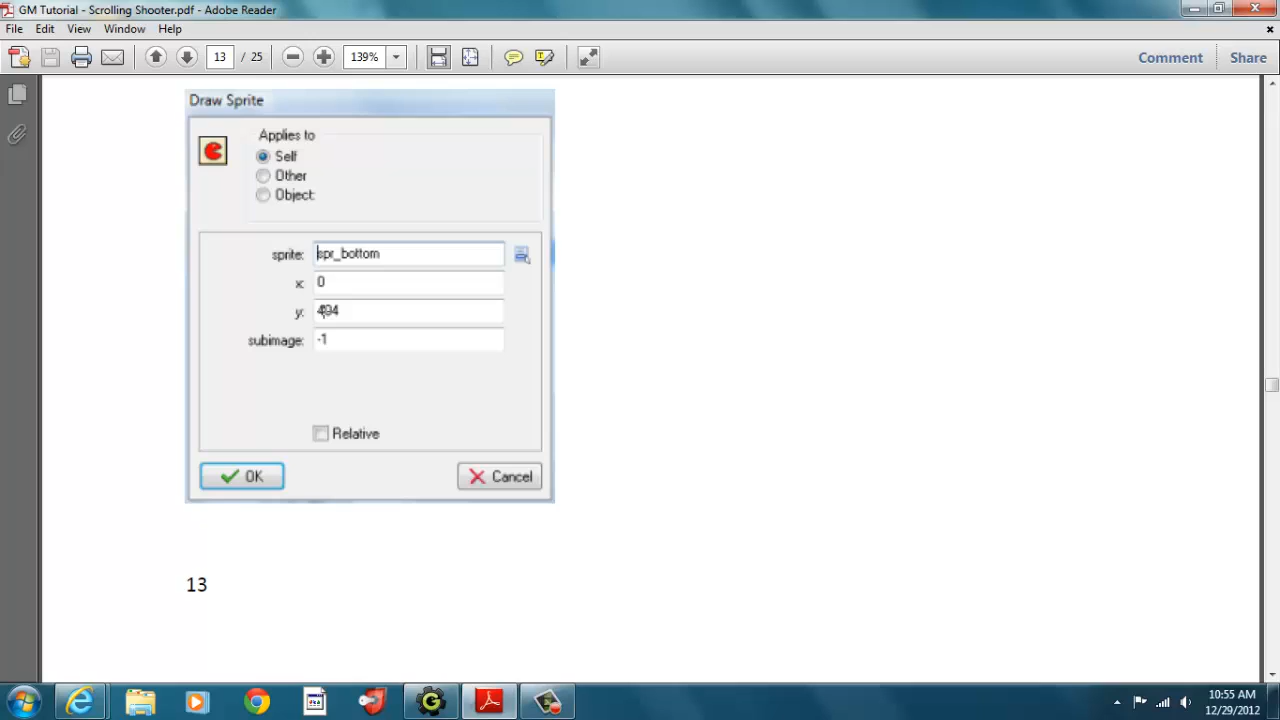 GM Tutorial - Scrolling Shooter.pdf - Adobe Reader
File Edit View Window Help
13 / 25 139% Comment Share
Draw Sprite
Applies to
Self
Other
Object:
sprite: spr_bottom
x: 0
y: 404
subimage: -1
Relative
OK Cancel
13
10:55 AM
12/29/2012